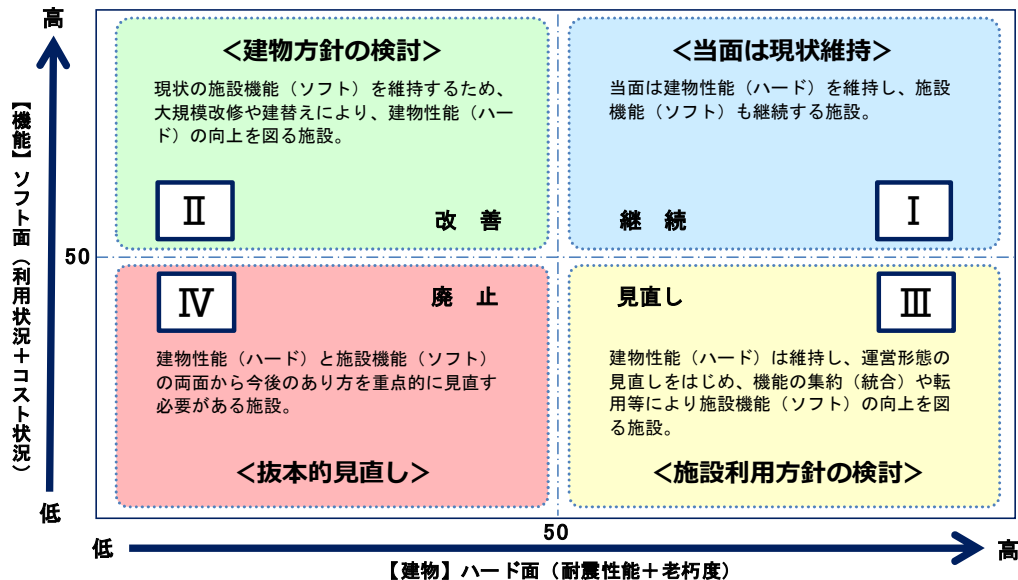 高
【機能】ソフト面（利用状況＋コスト状況）
低
50
＜建物方針の検討＞
現状の施設機能（ソフト）を維持するため、
大規模改修や建替えにより、建物性能（ハー
ド）の向上を図る施設。
Ⅱ
改　善
＜当面は現状維持＞
当面は建物性能（ハード）を維持し、施設
機能（ソフト）も継続する施設。
継　続
Ⅰ
Ⅳ
廃　止
建物性能（ハード）と施設機能（ソフト）
の両面から今後のあり方を重点的に見直す
必要がある施設。
＜抜本的見直し＞
見直し
Ⅲ
建物性能（ハード）は維持し、運営形態の
見直しをはじめ、機能の集約（統合）や転
用等により施設機能（ソフト）の向上を図
る施設。
＜施設利用方針の検討＞
50
低
高
【建物】ハード面（耐震性能＋老朽度）